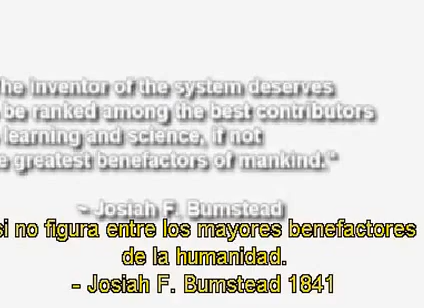 he inventor of the system deserves
be ranked among the best contributors
learning and science, if not
e greatest benefactors of mankind."
~ Josiah F. Bumstead
si no figura entre los mayores benefactores
de la humanidad.
- Josiah F. Bumstead 1841